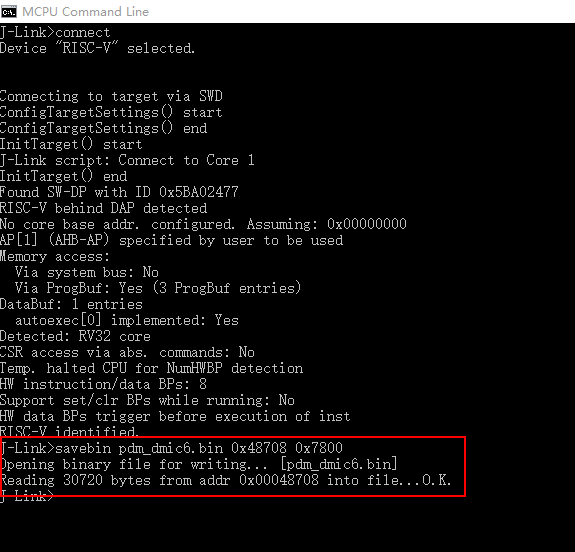 MCPU Command Line
J-Link>connect
Device "RISC-V" selected.
Connecting to target via SWD
ConfigTargetSettings() start
ConfigTargetSettings() end
InitTarget() start
J-Link script: Connect to Core 1
InitTarget() end
Found SW-DP with ID 0x5BA02477
RISC-V behind DAP detected
No core base addr. configured. Assuming: 0x00000000
AP[1] (AHB-AP) specified by user to be used
Memory access:
  Via system bus: No
  Via ProgBuf: Yes (3 ProgBuf entries)
DataBuf: 1 entries
  autoexec[0] implemented: Yes
Detected: RV32 core
CSR access via abs. commands: No
Temp. halted CPU for NumHWBP detection
HW instruction/data BPs: 8
Support set/clr BPs while running: No
HW data BPs trigger before execution of inst
RISC-V identified.
J-Link>savebin pdm_dmic6.bin 0x48708 0x7800
Opening binary file for writing... [pdm_dmic6.bin]
Reading 30720 bytes from addr 0x00048708 into file...O.K.
J-Link>